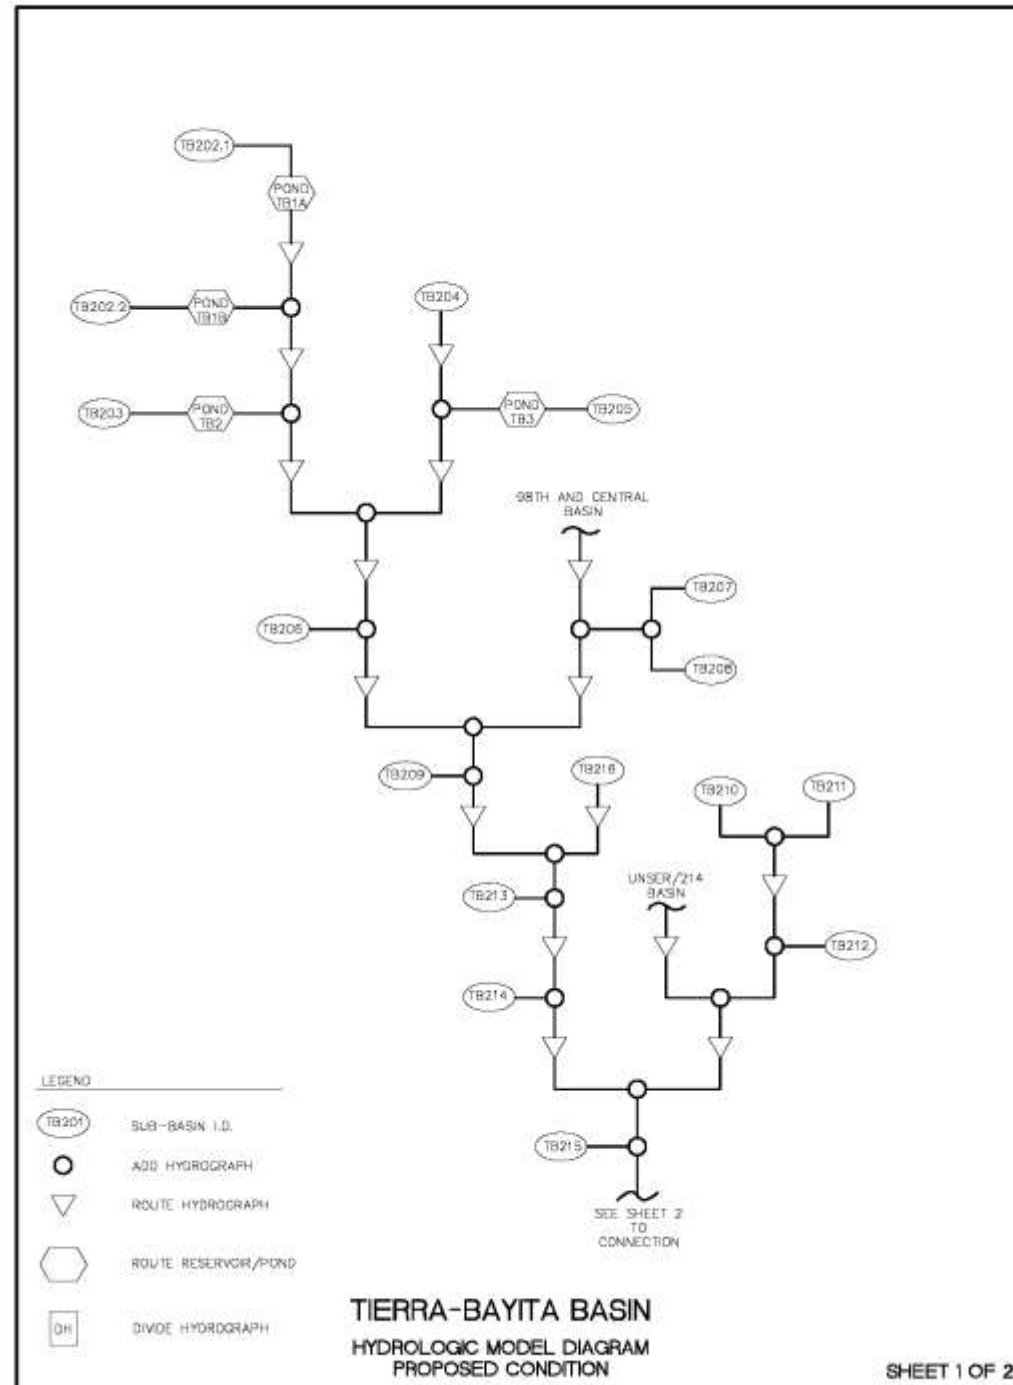 TB202.1
POND
TB1A
TB202.2
POND
TB1B
TB204
TB203
POND
TB2
POND
TB3
TB205
98TH AND CENTRAL
BASIN
TB207
TB206
TB208
TB209
TB216
TB210
TB211
UNSER/214
BASIN
TB213
TB212
TB214
LEGEND
TB201
SUB-BASIN I.D.
TB215
ADD HYDROGRAPH
ROUTE HYDROGRAPH
SEE SHEET 2
TO
CONNECTION
ROUTE RESERVOIR/POND
DH
DIVIDE HYDROGRAPH
TIERRA-BAYITA BASIN
HYDROLOGIC MODEL DIAGRAM
PROPOSED CONDITION
SHEET 1 OF 2